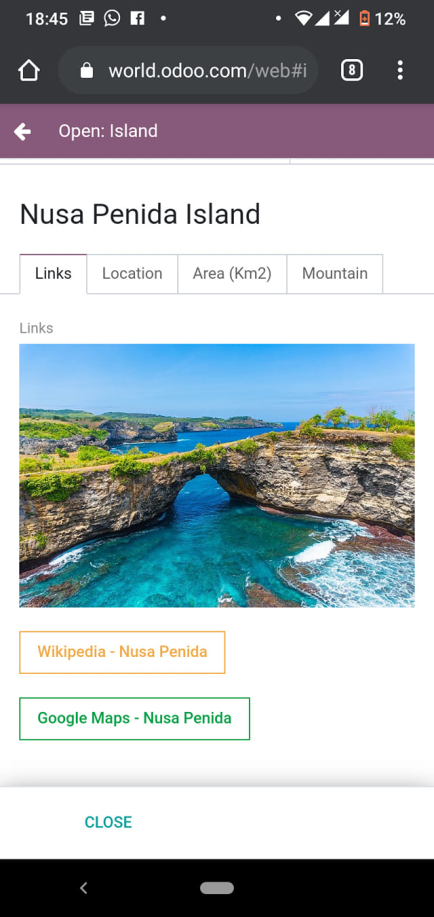 18:45 12%
world.odoo.com/web#i 8
Open: Island
Nusa Penida Island
Links Location Area (Km2) Mountain
Links
Wikipedia - Nusa Penida
Google Maps - Nusa Penida
CLOSE